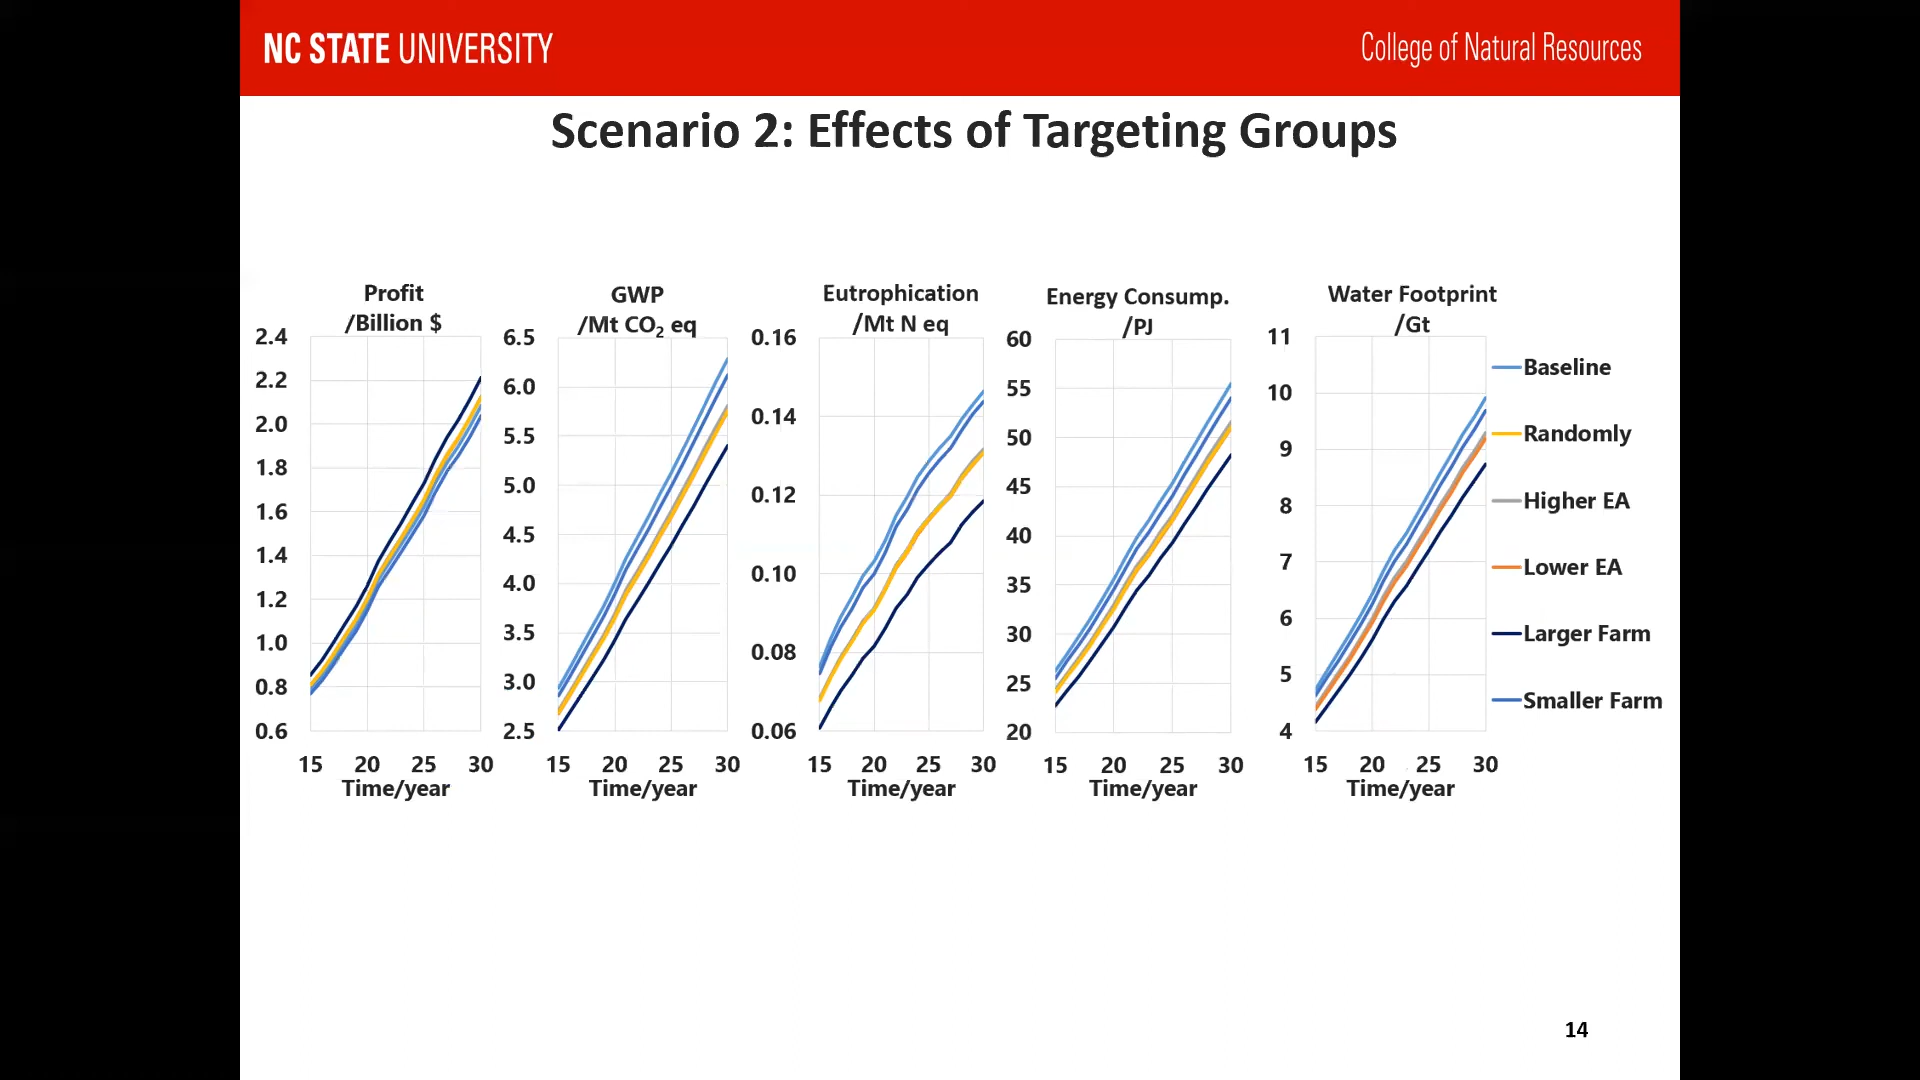 NC STATE UNIVERSITY
College of Natural Resources
Scenario 2: Effects of Targeting Groups
Profit
/Billion $
2.4
2.2
2.0
1.8
1.6
1.4
1.2
1.0
0.8
0.6
15 20 25 30
Time/year
GWP
/Mt CO₂ eq
6.5
6.0
5.5
5.0
4.5
4.0
3.5
3.0
2.5
15 20 25 30
Time/year
Eutrophication
/Mt N eq
0.16
0.14
0.12
0.10
0.08
0.06
15 20 25 30
Time/year
Energy Consump.
/PJ
60
55
50
45
40
35
30
25
20
15 20 25 30
Time/year
Water Footprint
/Gt
11
10
9
8
7
6
5
4
15 20 25 30
Time/year
Baseline
Randomly
Higher EA
Lower EA
Larger Farm
Smaller Farm
14